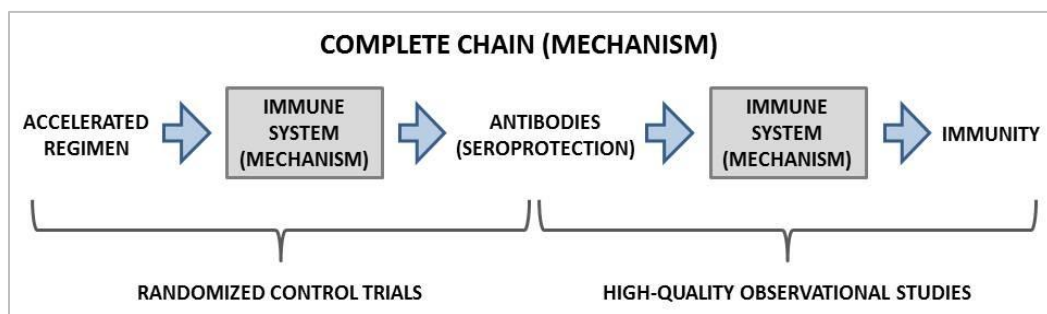 COMPLETE CHAIN (MECHANISM)
ACCELERATED
REGIMEN
IMMUNE
SYSTEM
(MECHANISM)
ANTIBODIES
(SEROPROTECTION)
IMMUNE
SYSTEM
(MECHANISM)
IMMUNITY
RANDOMIZED CONTROL TRIALS
HIGH-QUALITY OBSERVATIONAL STUDIES